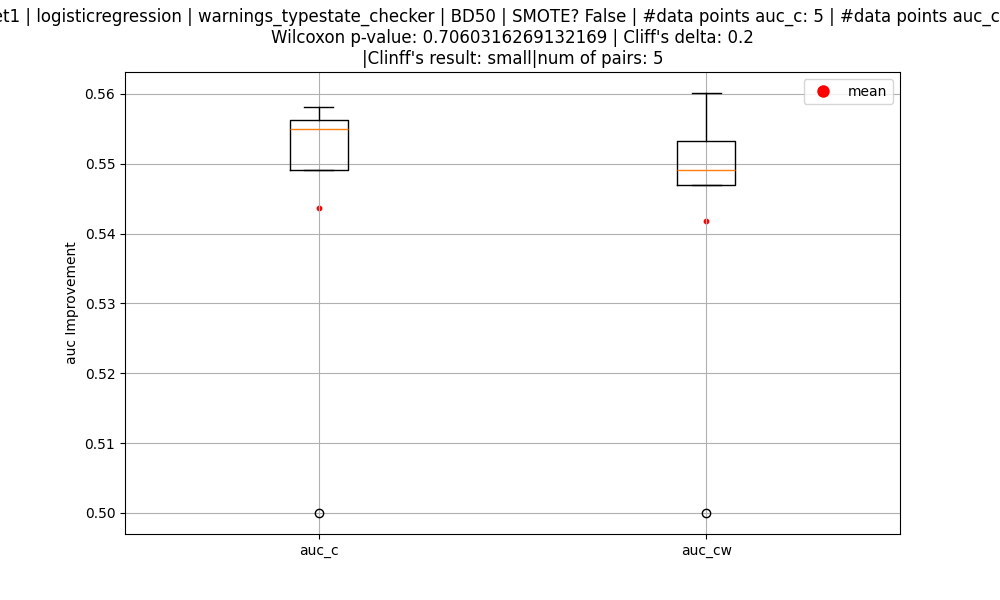 et1 | logisticregression | warnings_typestate_checker | BD50 | SMOTE? False | #data points auc_c: 5 | #data points auc_c
Wilcoxon p-value: 0.7060316269132169 | Cliff's delta: 0.2
|Clinff's result: small|num of pairs: 5
mean
0.56
0.55
0.54
0.53
0.52
0.51
0.50
auc Improvement
auc_c
auc_cw